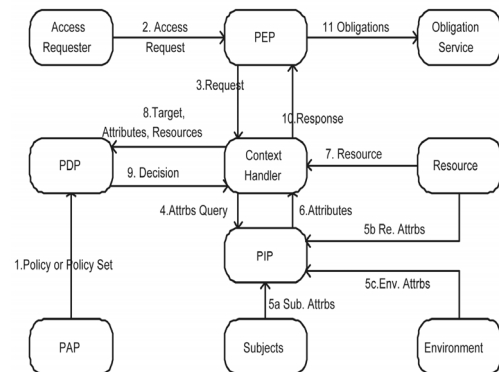 Access
Requester
2. Access
Request
PEP
11 Obligations
Obligation
Service
3.Request
10.Response
8.Target,
Attributes, Resources
PDP
9. Decision
Context
Handler
7. Resource
Resource
4.Attrbs Query
6.Attributes
5b Re. Attrbs
PIP
1.Policy or Policy Set
5c.Env. Attrbs
5a Sub. Attrbs
PAP
Subjects
Environment